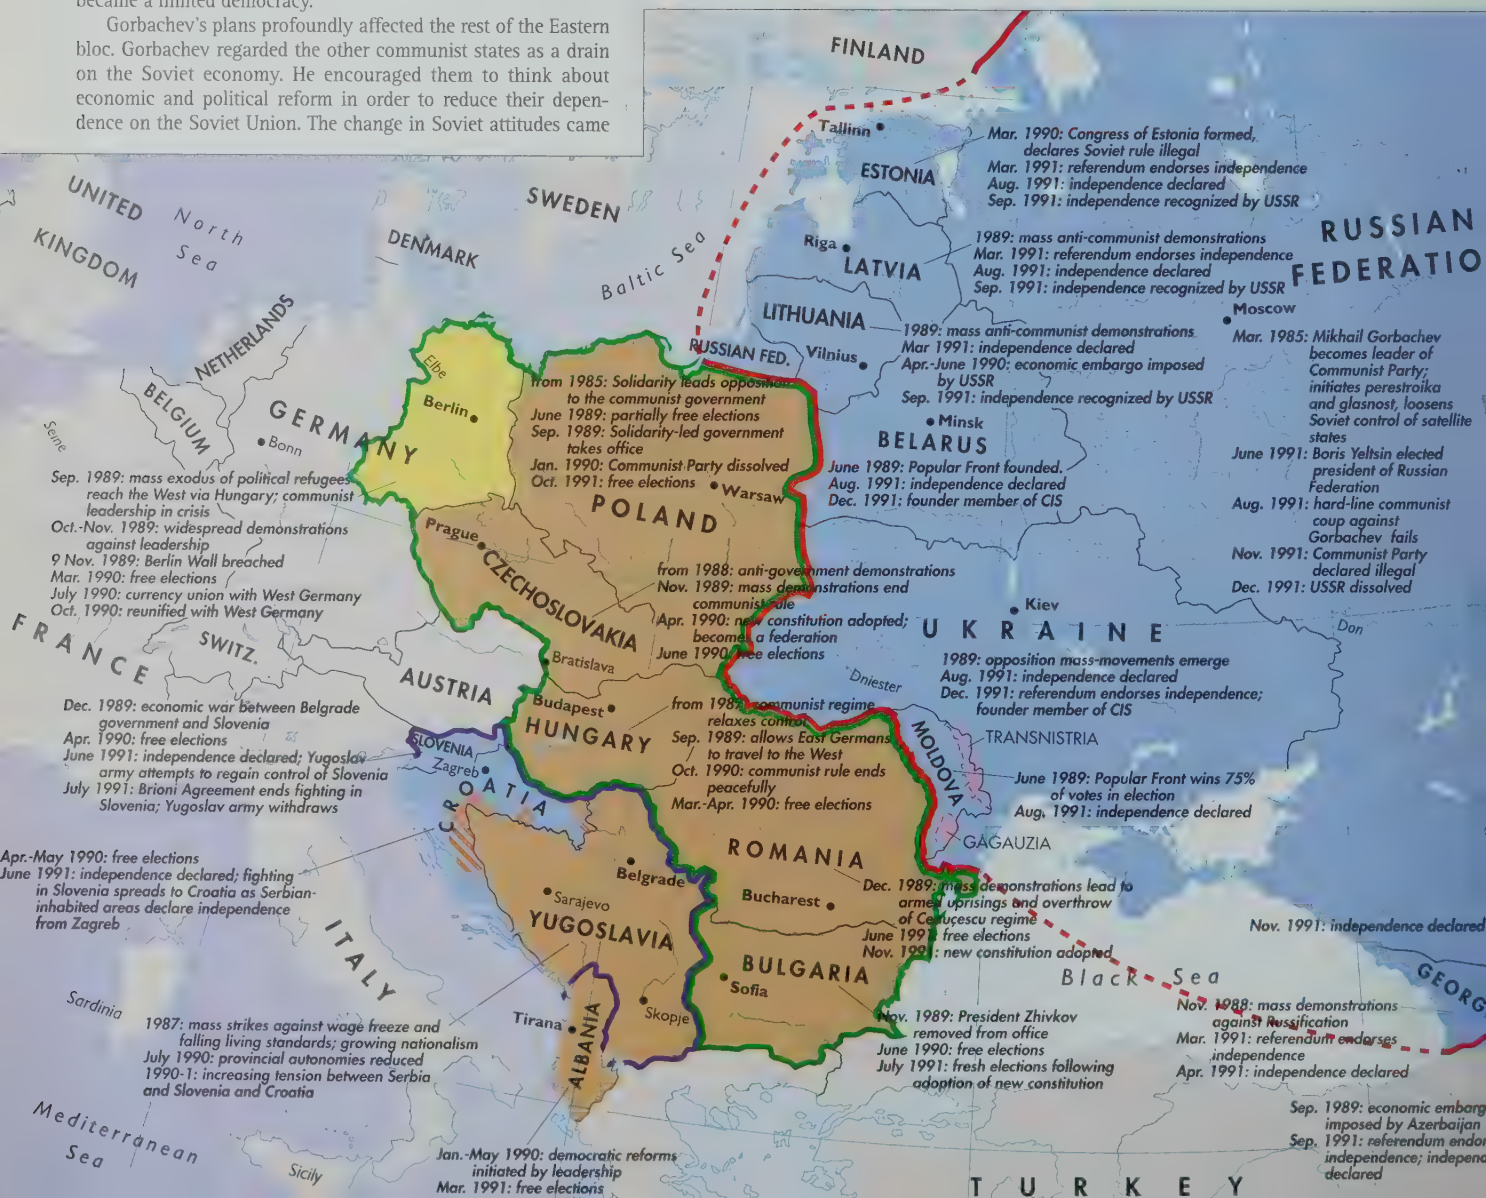 became a limited democracy.
Gorbachev's plans profoundly affected the rest of the Eastern
bloc. Gorbachev regarded the other communist states as a drain
on the Soviet economy. He encouraged them to think about
economic and political reform in order to reduce their depen-
dence on the Soviet Union. The change in Soviet attitudes came
FINLAND
Tallinn
ESTONIA
Mar. 1990: Congress of Estonia formed,
declares Soviet rule illegal
Mar. 1991: referendum endorses independence
Aug. 1991: independence declared
Sep. 1991: independence recognized by USSR
UNITED
KINGDOM
North
Sea
SWEDEN
DENMARK
Baltic Sea
Riga
LATVIA
1989: mass anti-communist demonstrations
Mar. 1991: referendum endorses independence
Aug. 1991: independence declared
Sep. 1991: independence recognized by USSR
RUSSIAN
FEDERATIO
Moscow
Mar. 1985: Mikhail Gorbachev
becomes leader of
Communist Party;
initiates perestroika
and glasnost, loosens
Soviet control of satellite
states
June 1991: Boris Yeltsin elected
president of Russian
Federation
Aug. 1991: hard-line communist
coup against
Gorbachev fails
Nov. 1991: Communist Party
declared illegal
Dec. 1991: USSR dissolved
LITHUANIA
RUSSIAN FED.
Vilnius
1989: mass anti-communist demonstrations
Mar 1991: independence declared
Apr.-June 1990: economic embargo imposed
by USSR
Sep. 1991: independence recognized by USSR
NETHERLANDS
BELGIUM
Seine
GERMANY
Bonn
Elbe
Berlin
from 1985: Solidarity leads opposition
to the communist government
June 1989: partially free elections
Sep. 1989: Solidarity-led government
takes office
Jan. 1990: Communist Party dissolved
Oct. 1991: free elections
Warsaw
POLAND
Minsk
BELARUS
June 1989: Popular Front founded.
Aug. 1991: independence declared
Dec. 1991: founder member of CIS
Sep. 1989: mass exodus of political refugees
reach the West via Hungary; communist
leadership in crisis
Oct.-Nov. 1989: widespread demonstrations
against leadership
9 Nov. 1989: Berlin Wall breached
Mar. 1990: free elections
July 1990: currency union with West Germany
Oct. 1990: reunified with West Germany
Prague
CZECHOSLOVAKIA
from 1988: anti-government demonstrations
Nov. 1989: mass demonstrations end
communist rule
Apr. 1990: new constitution adopted;
becomes a federation
June 1990: free elections
Bratislava
Kiev
UKRAINE
Don
1989: opposition mass-movements emerge
Aug. 1991: independence declared
Dec. 1991: referendum endorses independence;
founder member of CIS
Dniester
FRANCE
SWITZ.
AUSTRIA
Dec. 1989: economic war between Belgrade
government and Slovenia
Apr. 1990: free elections
June 1991: independence declared; Yugoslav
army attempts to regain control of Slovenia
July 1991: Brioni Agreement ends fighting in
Slovenia; Yugoslav army withdraws
Budapest
HUNGARY
from 1987: communist regime
relaxes control
Sep. 1989: allows East Germans
to travel to the West
Oct. 1990: communist rule ends
peacefully
Mar.-Apr. 1990: free elections
MOLDOVA
TRANSNISTRIA
June 1989: Popular Front wins 75%
of votes in election
Aug. 1991: independence declared
GAGAUZIA
SLOVENIA
Zagreb
CROATIA
Apr.-May 1990: free elections
June 1991: independence declared; fighting
in Slovenia spreads to Croatia as Serbian-
inhabited areas declare independence
from Zagreb
ROMANIA
Bucharest
Dec. 1989: mass demonstrations lead to
armed uprisings and overthrow
of Ceauçescu regime
June 1991: free elections
Nov. 1991: new constitution adopted
Belgrade
Sarajevo
YUGOSLAVIA
ITALY
Nov. 1991: independence declared
Black Sea
GEORG
BULGARIA
Sofia
Nov. 1989: President Zhivkov
removed from office
June 1990: free elections
July 1991: fresh elections following
adoption of new constitution
Nov. 1988: mass demonstrations
against Russification
Mar. 1991: referendum endorses
independence
Apr. 1991: independence declared
Sardinia
1987: mass strikes against wage freeze and
falling living standards; growing nationalism
July 1990: provincial autonomies reduced
1990-1: increasing tension between Serbia
and Slovenia and Croatia
Tirana
ALBANIA
Skopje
Mediterranean
Sea
Sicily
Jan.-May 1990: democratic reforms
initiated by leadership
Mar. 1991: free elections
Sep. 1989: economic embarg
imposed by Azerbaijan
Sep. 1991: referendum endor
independence; independ
declared
TURKEY